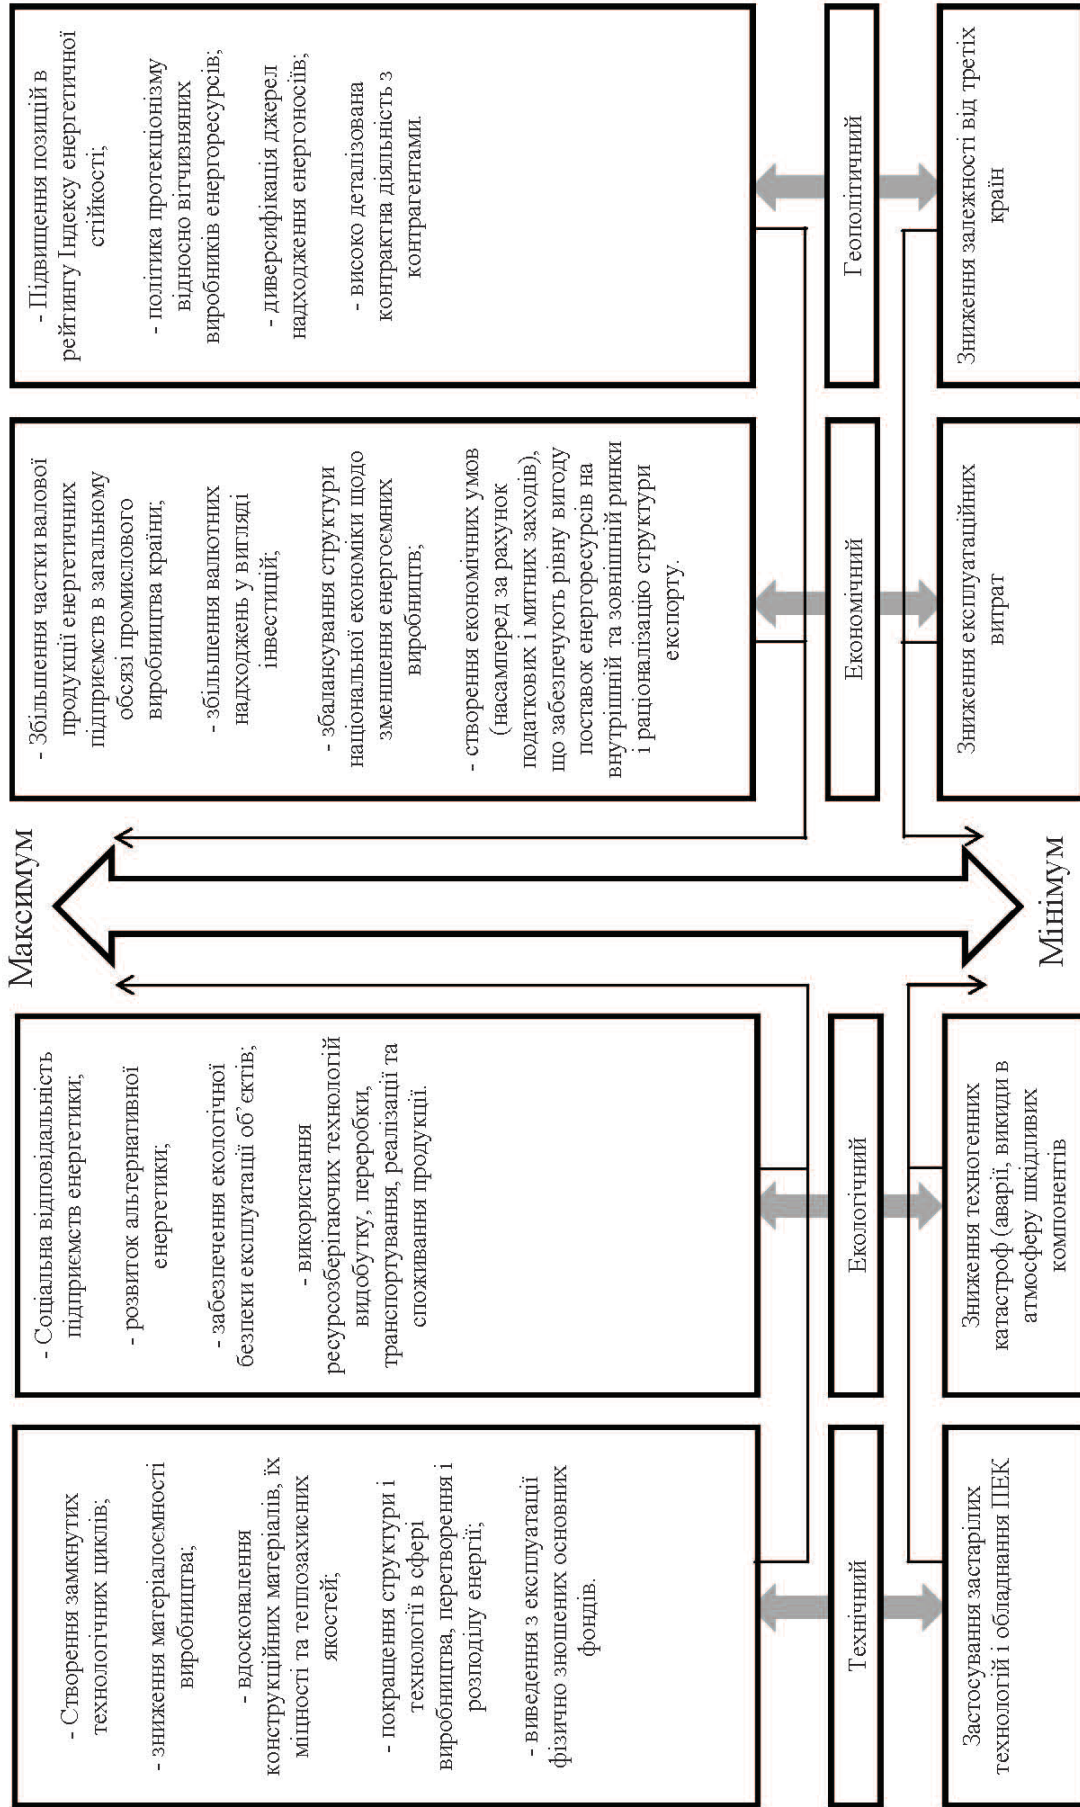 Максимум
- Створення замкнутих
технологічних циклів;
- зниження матеріалоємності
виробництва;
- вдосконалення
конструкційних матеріалів, їх
міцності та теплозахисних
якостей;
- покращення структури і
технології в сфері
виробництва, перетворення і
розподілу енергії;
- виведення з експлуатації
фізично зношених основних
фондів.
- Соціальна відповідальність
підприємств енергетики;
- розвиток альтернативної
енергетики;
- забезпечення екологічної
безпеки експлуатації об’єктів;
- використання
ресурсозберігаючих технологій
видобутку, переробки,
транспортування, реалізації та
споживання продукції.
- Збільшення частки валової
продукції енергетичних
підприємств в загальному
обсязі промислового
виробництва країни;
- збільшення валютних
надходжень у вигляді
інвестицій;
- збалансування структури
національної економіки щодо
зменшення енергоємних
виробництв;
- створення економічних умов
(насамперед за рахунок
податкових і митних заходів),
що забезпечують рівну вигоду
поставок енергоресурсів на
внутрішній та зовнішній ринки
і раціоналізацію структури
експорту.
- Підвищення позицій в
рейтингу Індексу енергетичної
стійкості;
- політика протекціонізму
відносно вітчизняних
виробників енергоресурсів;
- диверсифікація джерел
надходження енергоносіїв;
- високо деталізована
контрактна діяльність з
контрагентами.
Технічний
Екологічний
Економічний
Геополітичний
Застосування застарілих
технологій і обладнання ПЕК
Зниження техногенних
катастроф (аварії, викиди в
атмосферу шкідливих
компонентів
Зниження експлуатаційних
витрат
Зниження залежності від третіх
країн
Мінімум